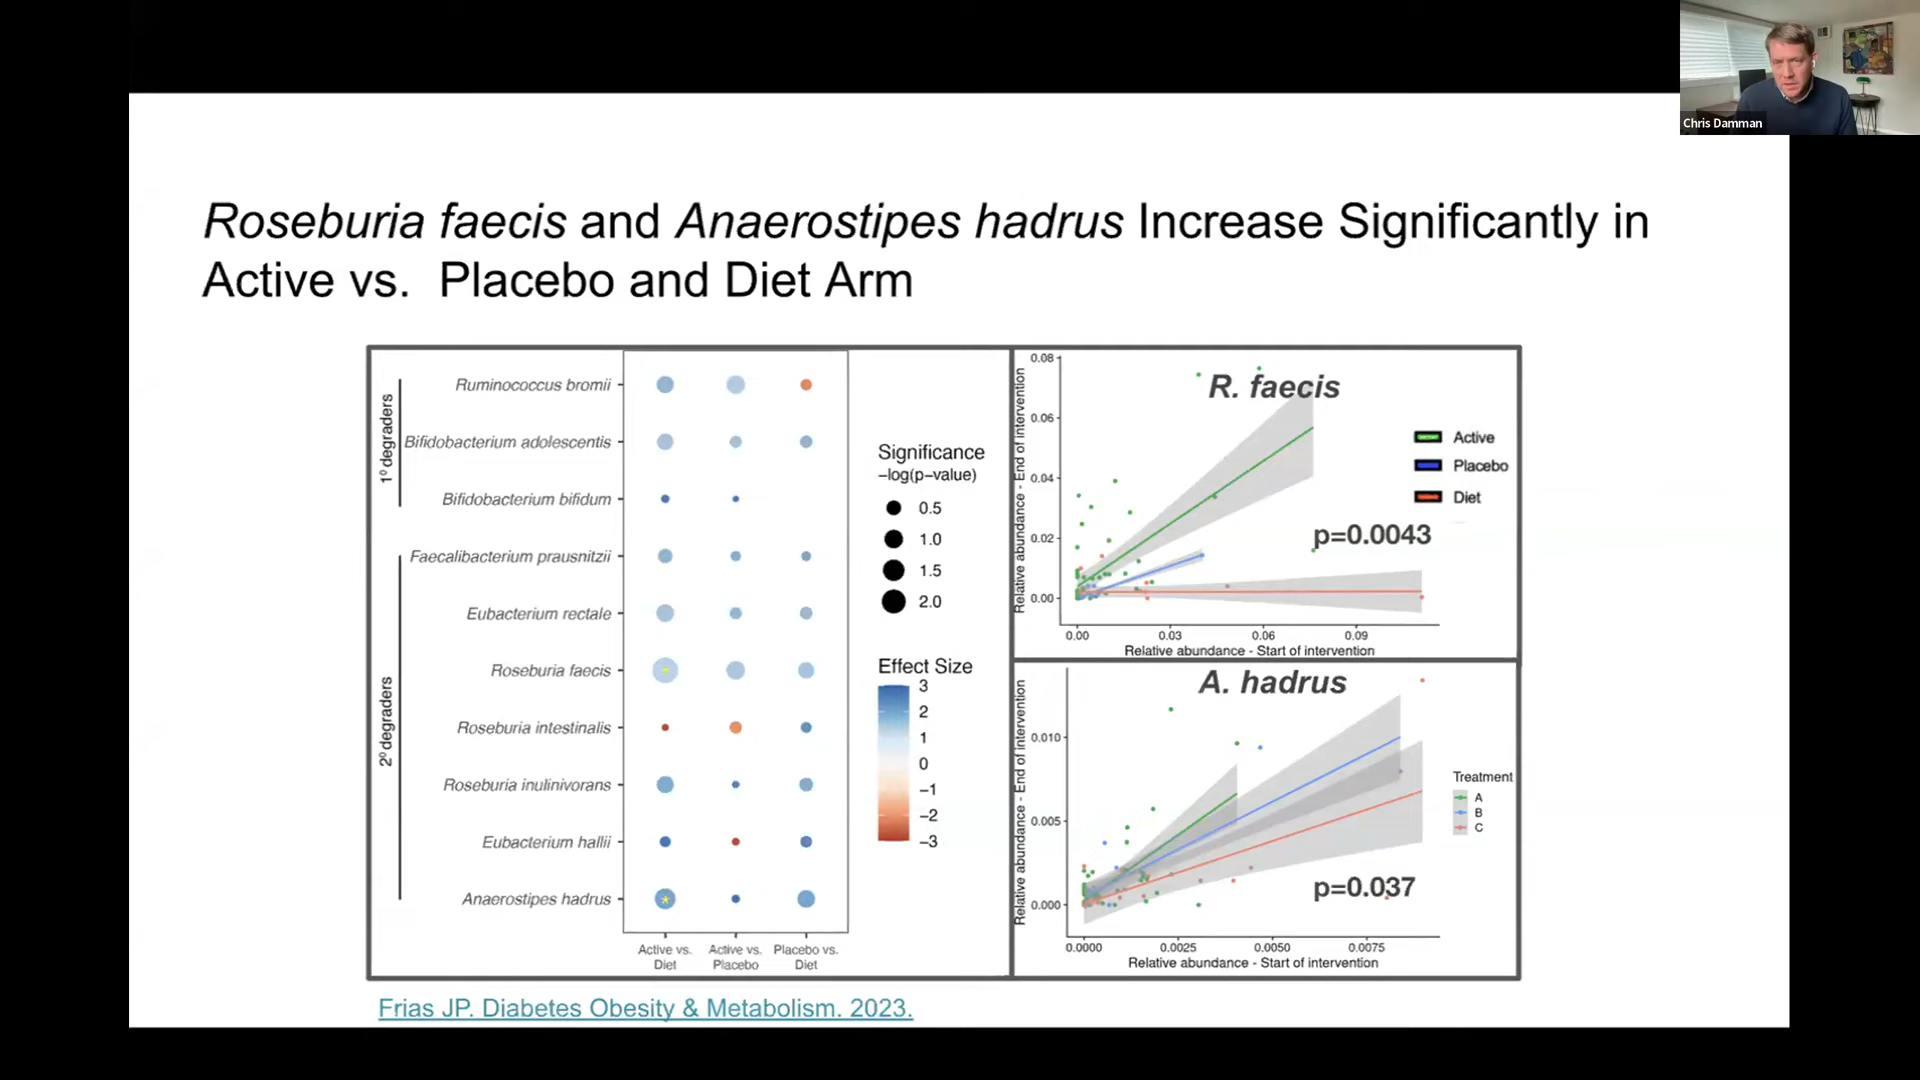 Chris Damman
Roseburia faecis and Anaerostipes hadrus Increase Significantly in
Active vs.  Placebo and Diet Arm
1⁰ degraders
Ruminococcus bromii
Bifidobacterium adolescentis
Bifidobacterium bifidum
2⁰ degraders
Faecalibacterium prausnitzii
Eubacterium rectale
Roseburia faecis
Roseburia intestinalis
Roseburia inulinivorans
Eubacterium hallii
Anaerostipes hadrus
Active vs.
Diet
Active vs.
Placebo
Placebo vs.
Diet
Significance
−log(p−value)
0.5
1.0
1.5
2.0
Effect Size
3
2
1
0
−1
−2
−3
R. faecis
Relative abundance - End of intervention
0.08
0.06
0.04
0.02
0.00
Active
Placebo
Diet
p=0.0043
0.00
0.03
0.06
0.09
Relative abundance - Start of intervention
A. hadrus
Relative abundance - End of intervention
0.010
0.005
0.000
Treatment
A
B
C
p=0.037
0.0000
0.0025
0.0050
0.0075
Relative abundance - Start of intervention
Frias JP. Diabetes Obesity & Metabolism. 2023.